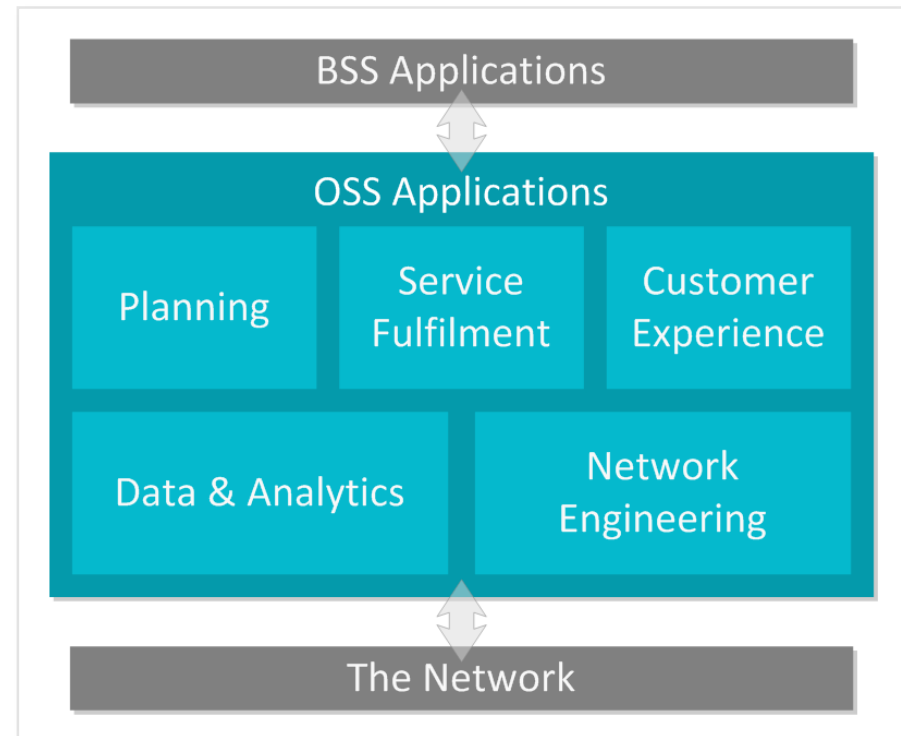 BSS Applications
OSS Applications
Planning
Service
Fulfilment
Customer
Experience
Data & Analytics
Network
Engineering
The Network